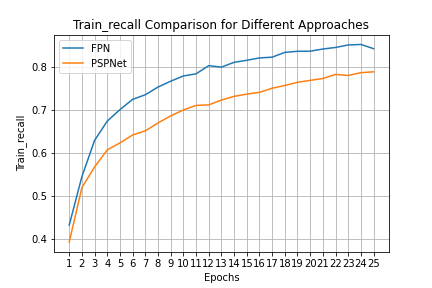 Train_recall Comparison for Different Approaches
FPN
PSPNet
Train_recall
0.8
0.7
0.6
0.5
0.4
1 2 3 4 5 6 7 8 9 10 11 12 13 14 15 16 17 18 19 20 21 22 23 24 25
Epochs